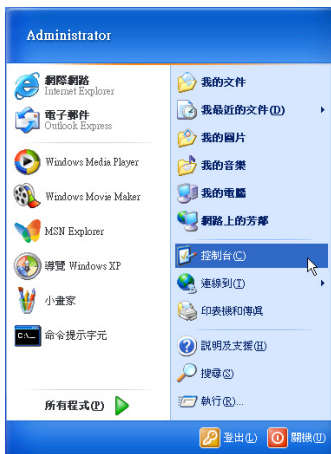 Administrator
網際網路
Internet Explorer
電子郵件
Outlook Express
Windows Media Player
Windows Movie Maker
MSN Explorer
導覽 Windows XP
小畫家
命令提示字元
所有程式(P)
我的文件
我最近的文件(D)
我的圖片
我的音樂
我的電腦
網路上的芳鄰
控制台(C)
連線到(T)
印表機和傳真
說明及支援(H)
搜尋(S)
執行(R)...
登出(L)
關機(U)